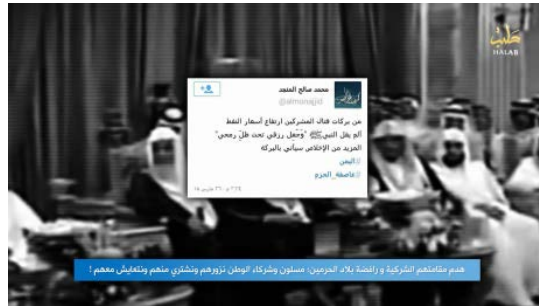 حلب
HALAB
محمد صالح المنجد
@almonajjid
من بركات قتال المشركين ارتفاع أسعار النفط
ألم يقل النبي ﷺ "وَجُعِل رزقي تحت ظلّ رمحي"
المزيد من الإخلاص سيأتي بالبركة
#اليمن
#عاصفة_الحزم
هدم مقاماتهم الشركية و رافضة بلاد الحرمين: مسلون وشركاء الوطن نزورهم ونشتري منهم ونتعايش معهم !